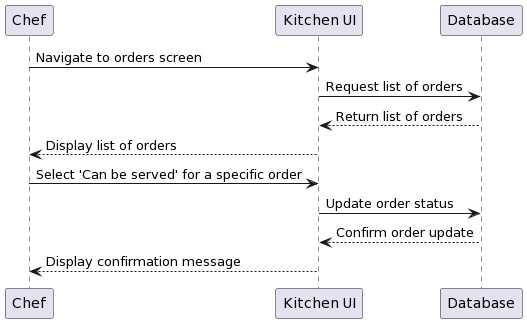 Chef Kitchen UI Database
Navigate to orders screen
Request list of orders
Return list of orders
Display list of orders
Select 'Can be served' for a specific order
Update order status
Confirm order update
Display confirmation message
Chef Kitchen UI Database